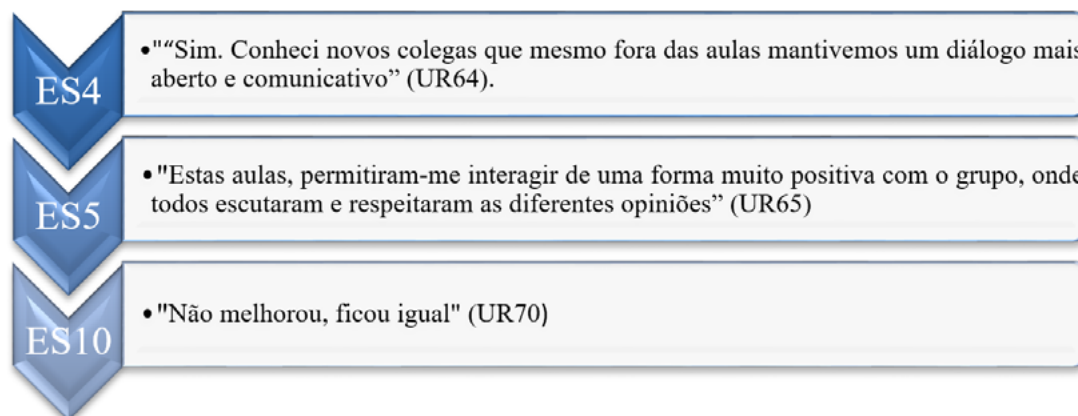 ES4
•"“Sim. Conheci novos colegas que mesmo fora das aulas mantivemos um diálogo mais
aberto e comunicativo” (UR64).
ES5
•"Estas aulas, permitiram-me interagir de uma forma muito positiva com o grupo, onde
todos escutaram e respeitaram as diferentes opiniões” (UR65)
ES10
•"Não melhorou, ficou igual" (UR70)